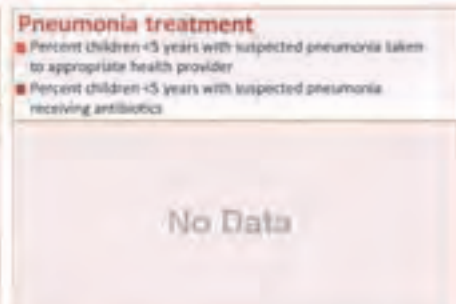 Pneumonia treatment
Percent children <5 years with suspected pneumonia taken
to appropriate health provider
Percent children <5 years with suspected pneumonia
receiving antibiotics
No Data